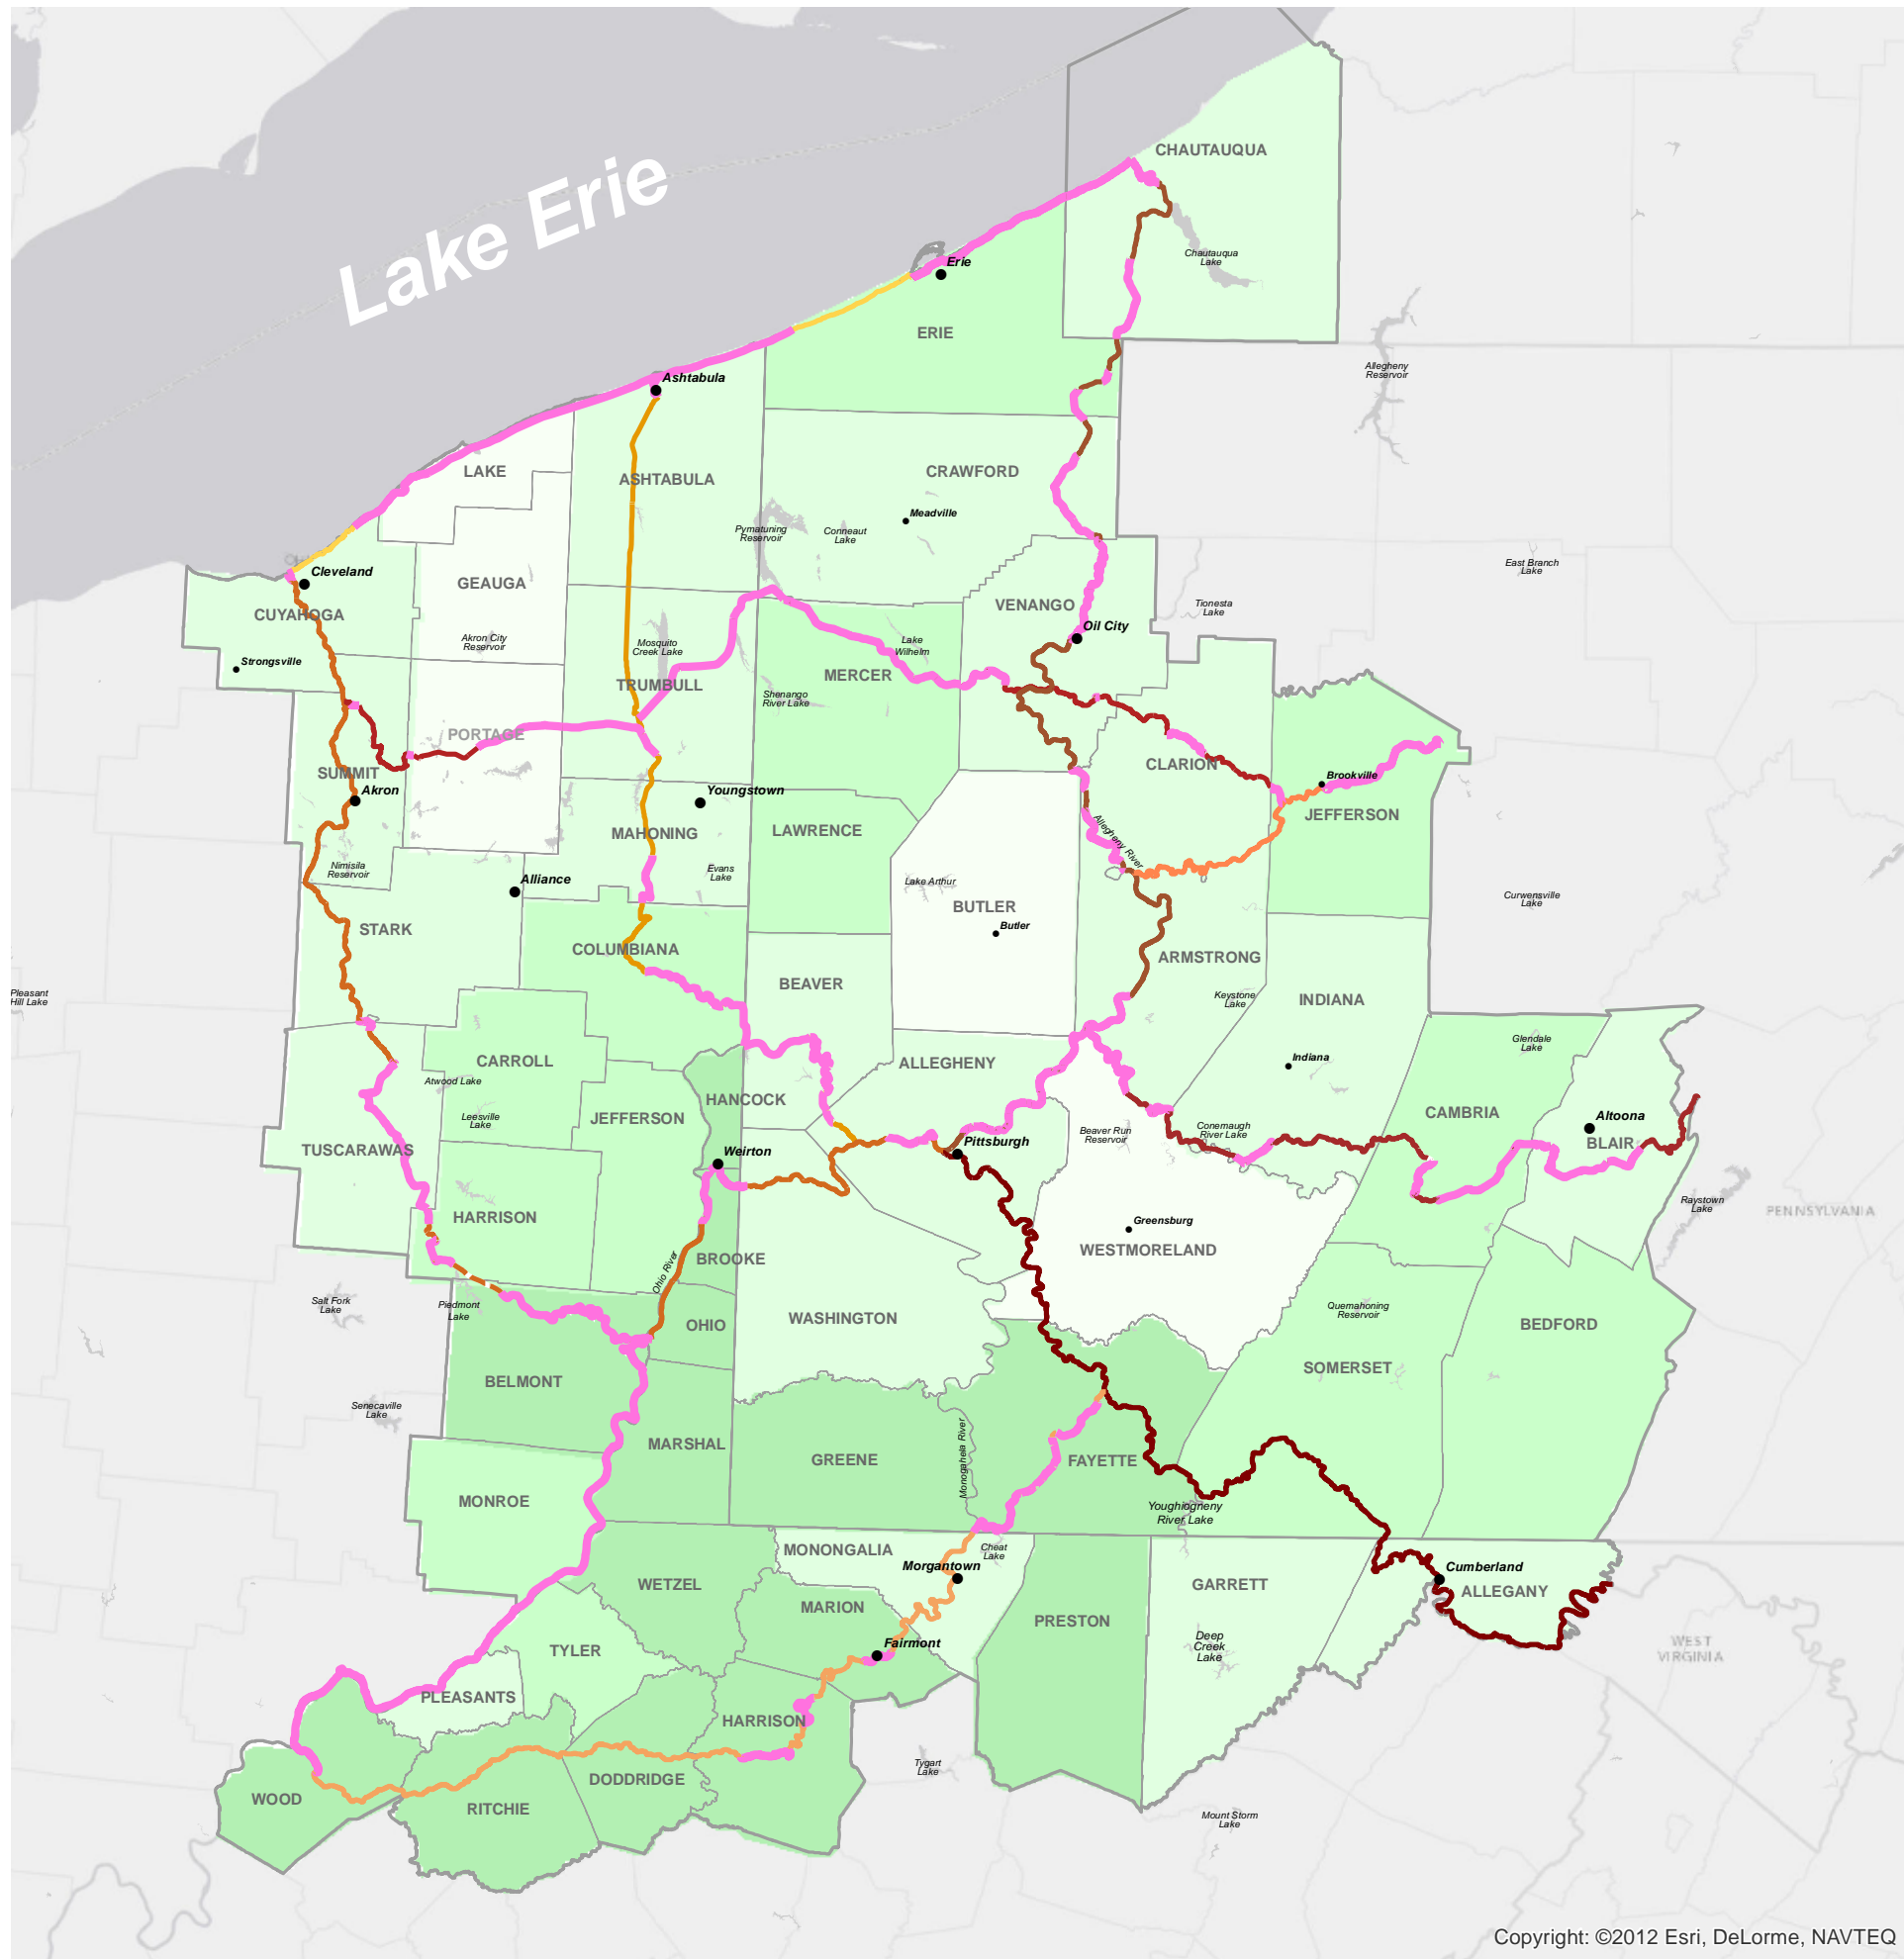 CHAUTAUQUA
Lake Erie
Chautauqua
Lake
Erie
ERIE
Allegheny
Reservoir
Ashtabula
LAKE
ASHTABULA
CRAWFORD
Meadville
Pymatuning
Reservoir
Conneaut
Lake
East Branch
Lake
Cleveland
GEAUGA
CUYAHOGA
VENANGO
Tionesta
Lake
Oil City
Akron City
Reservoir
Mosquito
Creek Lake
Lake
Wilhelm
Strongsville
MERCER
TRUMBULL
Shenango
River Lake
PORTAGE
CLARION
SUMMIT
Brookville
Akron
Youngstown
JEFFERSON
MAHONING
LAWRENCE
Allegheny River
Nimisila
Reservoir
Evans
Lake
Alliance
Lake Arthur
BUTLER
Curwensville
Lake
STARK
Butler
COLUMBIANA
ARMSTRONG
BEAVER
Pleasant
Hill Lake
Keystone
Lake
INDIANA
Glendale
Lake
CARROLL
ALLEGHENY
Indiana
Atwood Lake
HANCOCK
CAMBRIA
Leesville
Lake
JEFFERSON
Altoona
Beaver Run
Reservoir
Conemaugh
River Lake
Pittsburgh
BLAIR
TUSCARAWAS
Weirton
Raystown
Lake
PENNSYLVANIA
HARRISON
Greensburg
WESTMORELAND
BROOKE
Ohio River
Salt Fork
Lake
Piedmont
Lake
Quemahoning
Reservoir
WASHINGTON
OHIO
BEDFORD
SOMERSET
BELMONT
Senecaville
Lake
MARSHAL
GREENE
Monogahela River
FAYETTE
MONROE
Youghiogheny
River Lake
MONONGALIA
Cheat
Lake
Morgantown
Cumberland
WETZEL
GARRETT
ALLEGANY
MARION
PRESTON
Fairmont
Deep
Creek
Lake
WEST
VIRGINIA
TYLER
PLEASANTS
HARRISON
Tygart
Lake
DODDRIDGE
WOOD
RITCHIE
Mount Storm
Lake
Copyright: ©2012 Esri, DeLorme, NAVTEQ